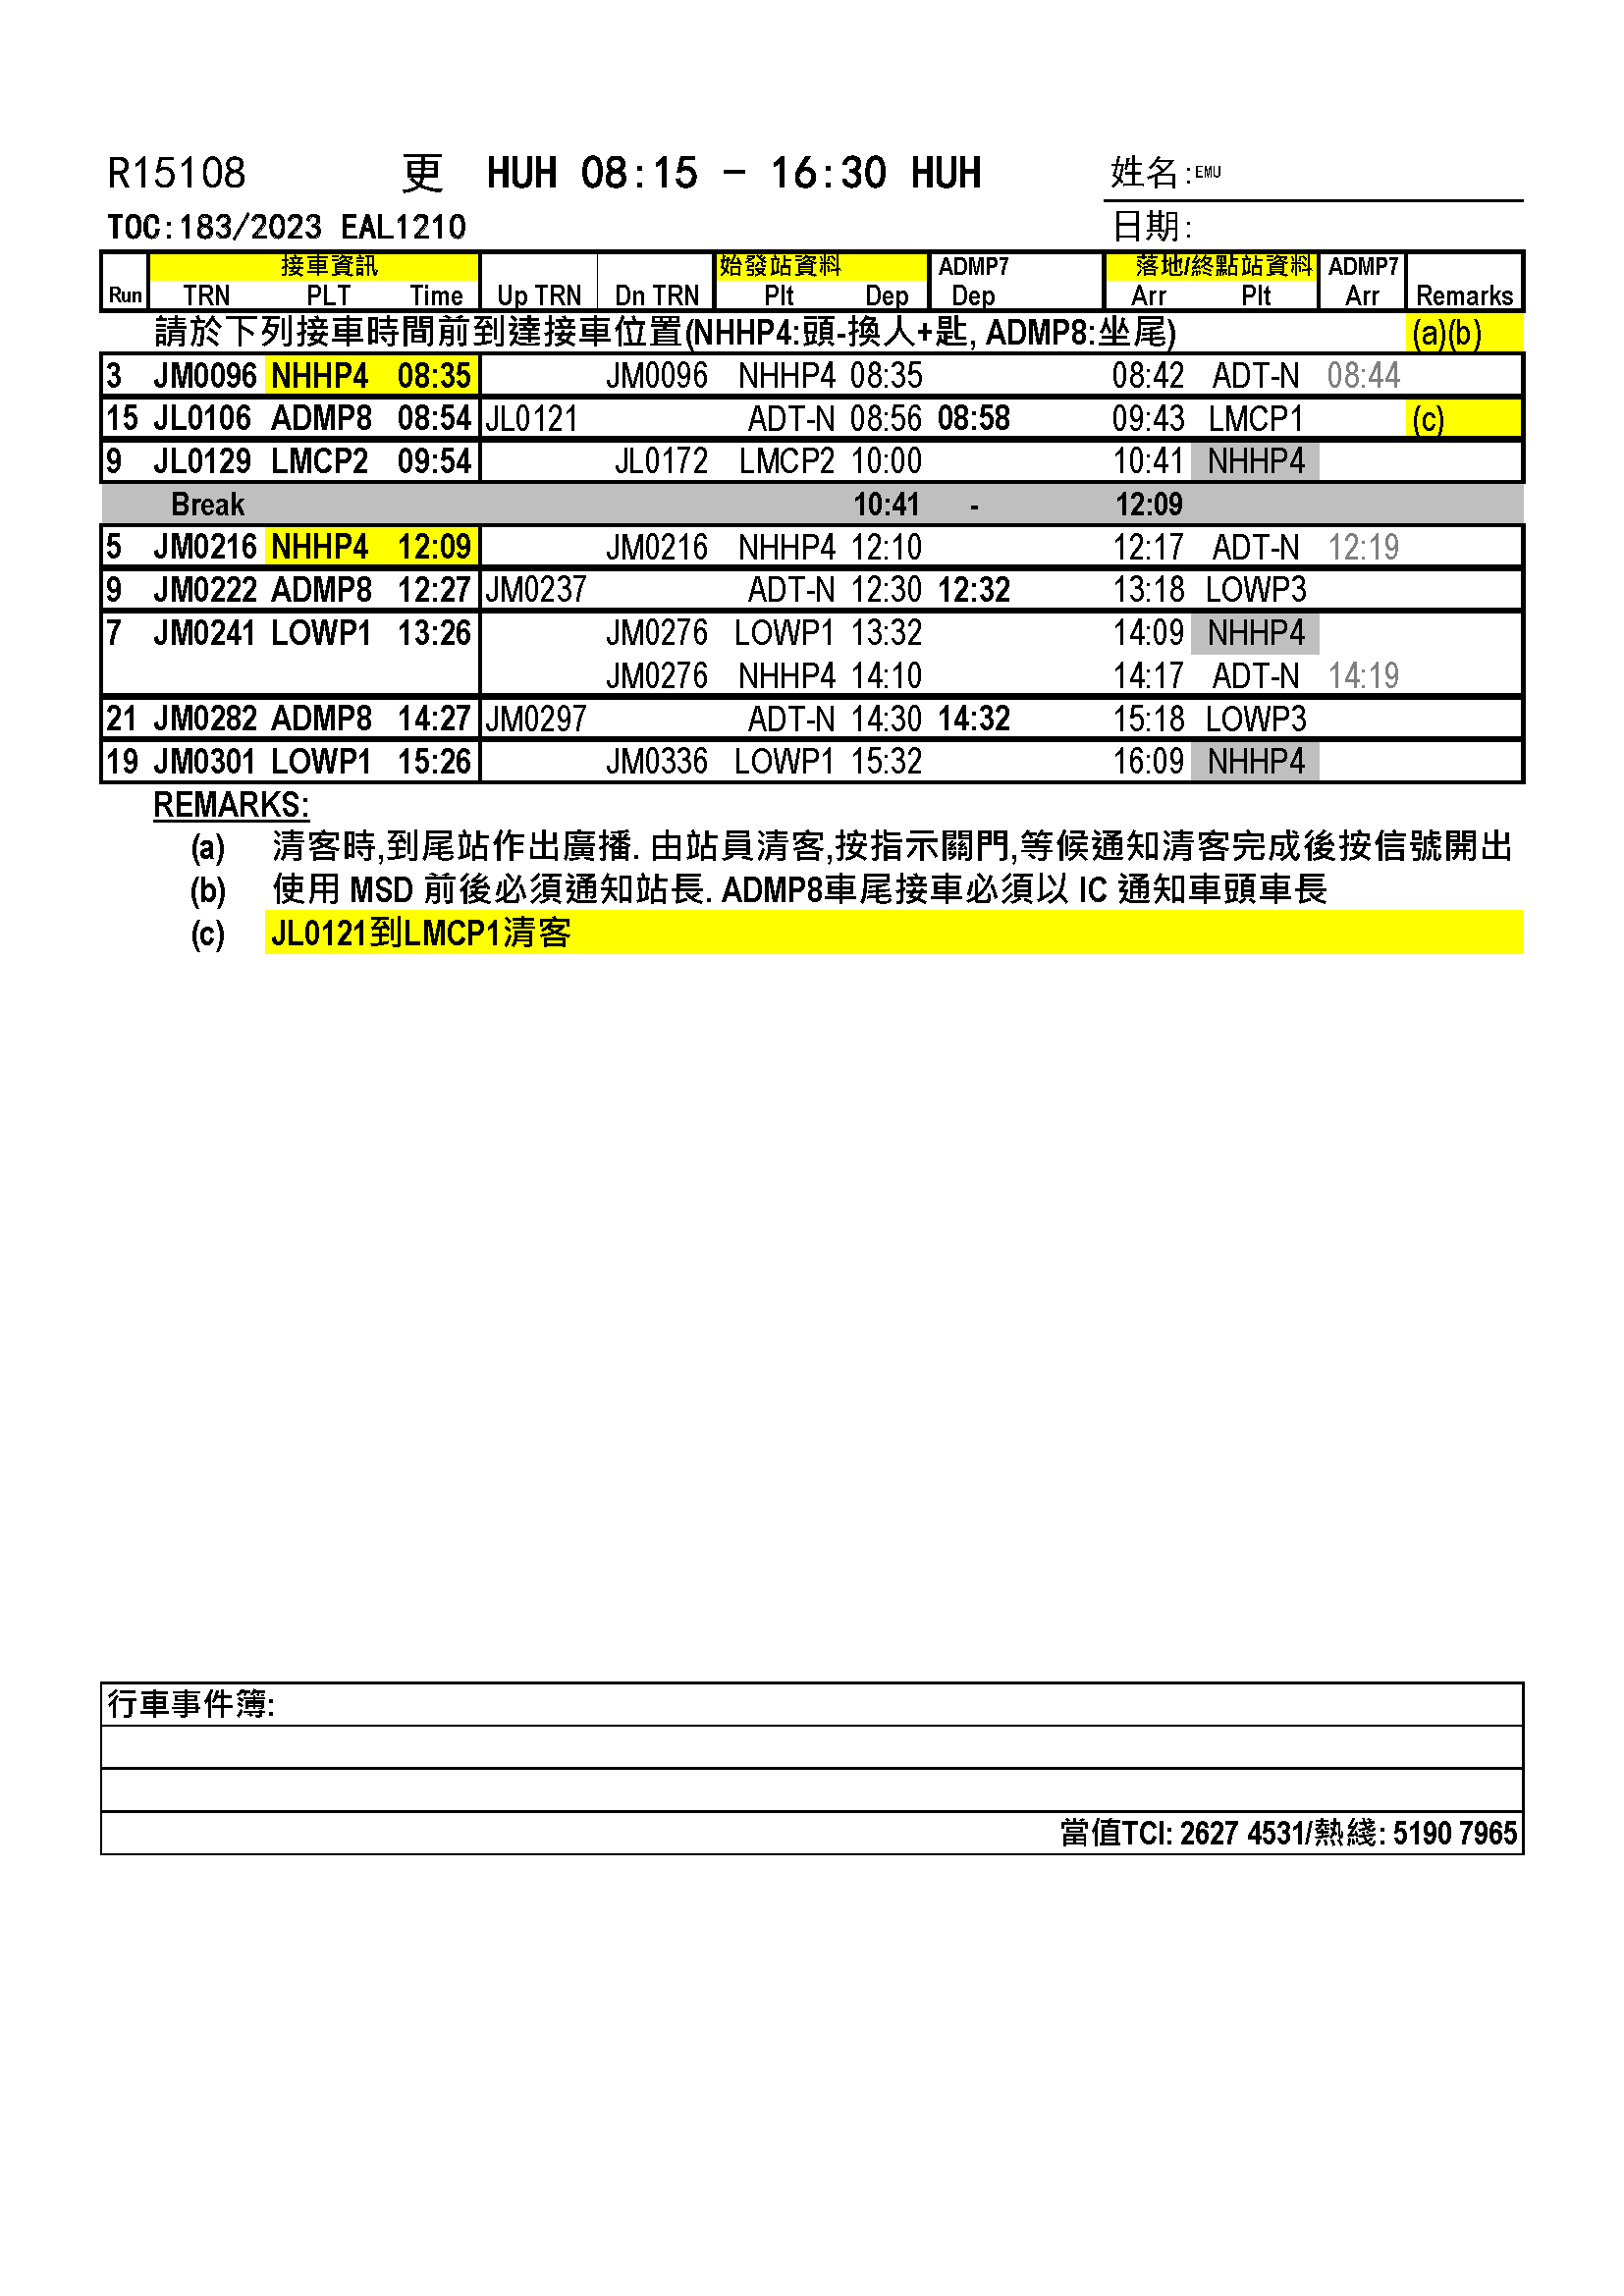 R15108 更 HUH 08:15 - 16:30 HUH 姓名:EMU
TOC:183/2023 EAL1210 日期:
接車資訊 始發站資料 ADMP7 落地/終點站資料 ADMP7
Run TRN PLT Time Up TRN Dn TRN Plt Dep Dep Arr Plt Arr Remarks
請於下列接車時間前到達接車位置(NHHP4:頭-換人+匙, ADMP8:坐尾) (a)(b)
3 JM0096 NHHP4 08:35 JM0096 NHHP4 08:35 08:42 ADT-N 08:44
15 JL0106 ADMP8 08:54 JL0121 ADT-N 08:56 08:58 09:43 LMCP1 (c)
9 JL0129 LMCP2 09:54 JL0172 LMCP2 10:00 10:41 NHHP4
Break 10:41 - 12:09
5 JM0216 NHHP4 12:09 JM0216 NHHP4 12:10 12:17 ADT-N 12:19
9 JM0222 ADMP8 12:27 JM0237 ADT-N 12:30 12:32 13:18 LOWP3
7 JM0241 LOWP1 13:26 JM0276 LOWP1 13:32 14:09 NHHP4
JM0276 NHHP4 14:10 14:17 ADT-N 14:19
21 JM0282 ADMP8 14:27 JM0297 ADT-N 14:30 14:32 15:18 LOWP3
19 JM0301 LOWP1 15:26 JM0336 LOWP1 15:32 16:09 NHHP4
REMARKS:
(a) 清客時,到尾站作出廣播. 由站員清客,按指示關門,等候通知清客完成後按信號開出
(b) 使用 MSD 前後必須通知站長. ADMP8車尾接車必須以 IC 通知車頭車長
(c) JL0121到LMCP1清客
行車事件簿:
當值TCI: 2627 4531/熱綫: 5190 7965